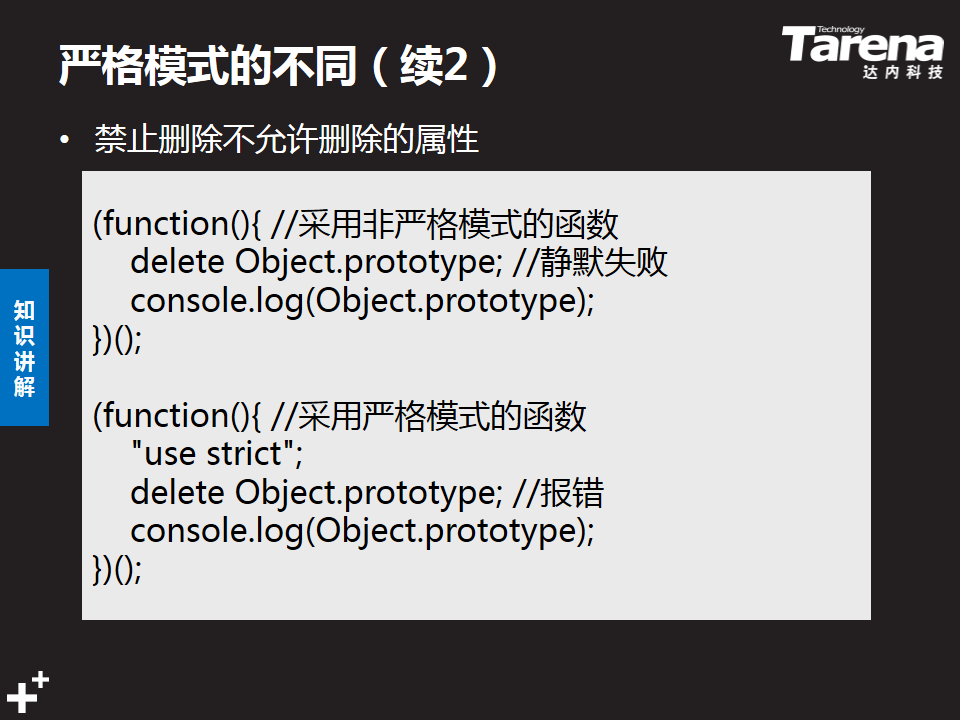 严格模式的不同（续2）
Technology
Tarena
达内科技
• 禁止删除不允许删除的属性
(function(){ //采用非严格模式的函数
delete Object.prototype; //静默失败
console.log(Object.prototype);
})();
(function(){ //采用严格模式的函数
"use strict";
delete Object.prototype; //报错
console.log(Object.prototype);
})();
知识讲解